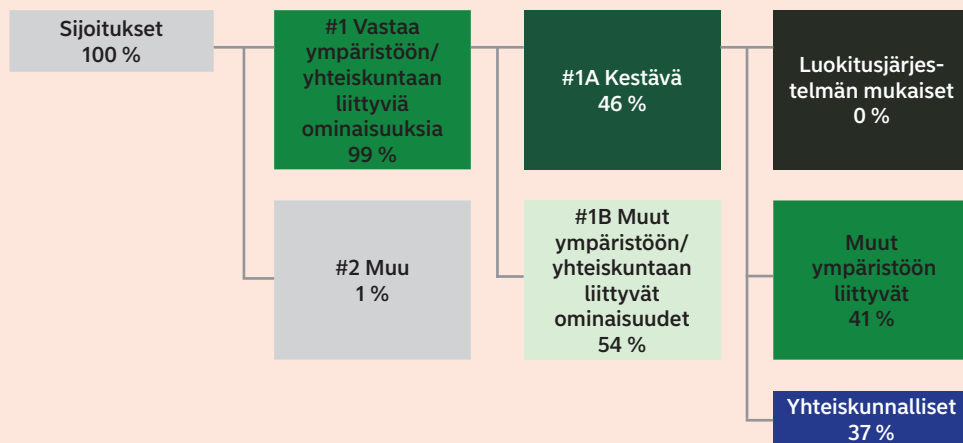 Sijoitukset
100 %
#1 Vastaa
ympäristöön/
yhteiskuntaan
liittyviä
ominaisuuksia
99 %
#2 Muu
1 %
#1A Kestävä
46 %
#1B Muut
ympäristöön/
yhteiskuntaan
liittyvät
ominaisuudet
54 %
Luokitusjärjes-
telmän mukaiset
0 %
Muut
ympäristöön
liittyvät
41 %
Yhteiskunnalliset
37 %